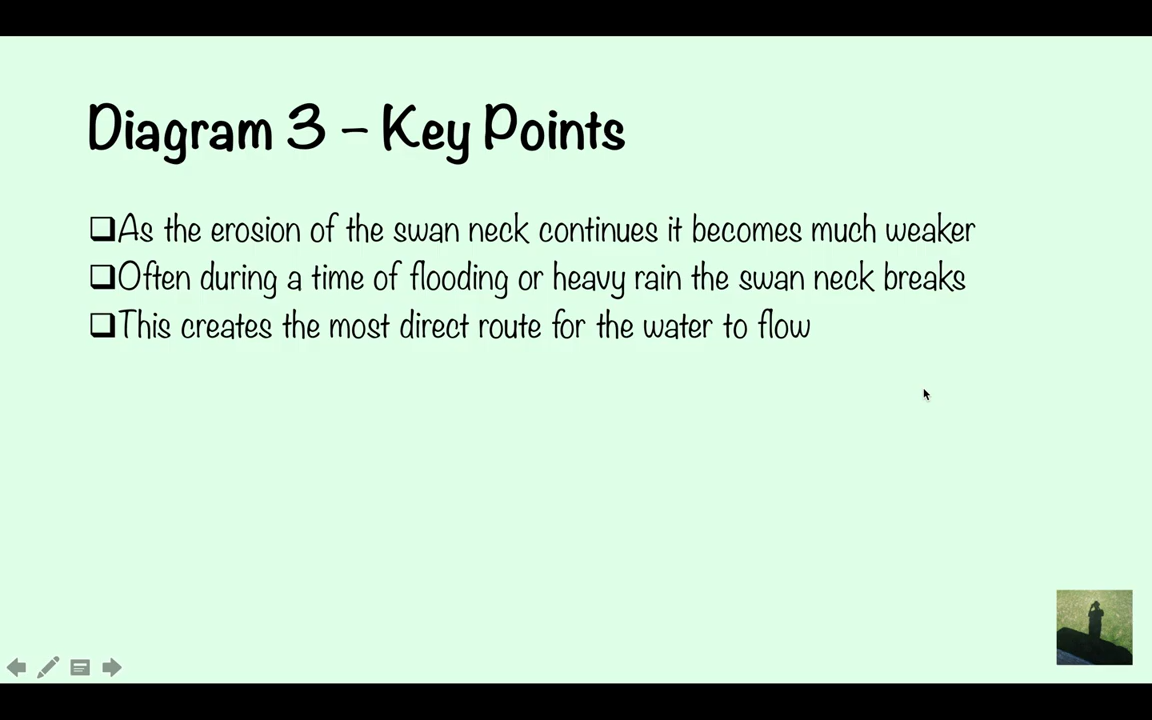 Diagram 3 – Key Points
❑As the erosion of the swan neck continues it becomes much weaker
❑Often during a time of flooding or heavy rain the swan neck breaks
❑This creates the most direct route for the water to flow